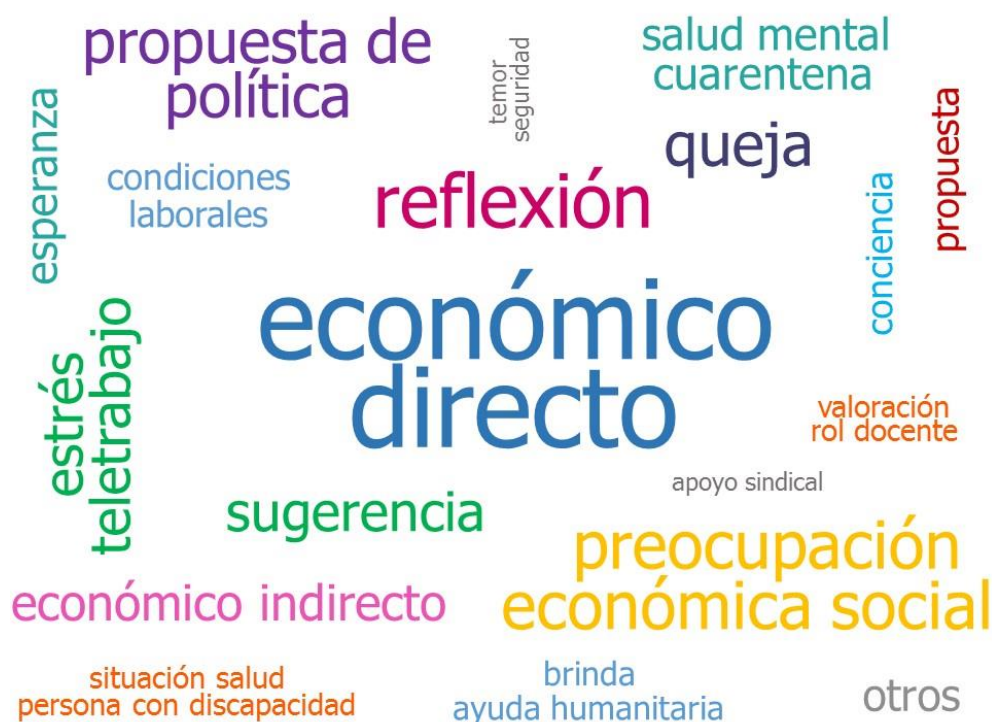 propuesta de
política
temor
seguridad
salud mental
cuarentena
esperanza
condiciones
laborales
reflexión
queja
conciencia
propuesta
económico
directo
estrés
teletrabajo
valoración
rol docente
apoyo sindical
sugerencia
preocupación
económica social
económico indirecto
situación salud
persona con discapacidad
brinda
ayuda humanitaria
otros